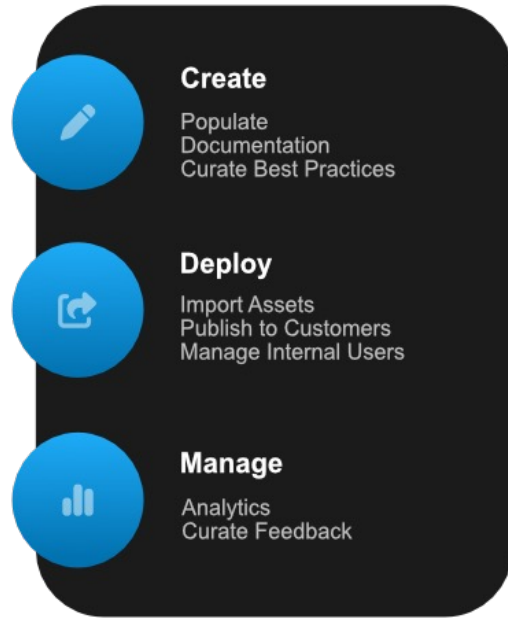 Create
Populate
Documentation
Curate Best Practices
Deploy
Import Assets
Publish to Customers
Manage Internal Users
Manage
Analytics
Curate Feedback